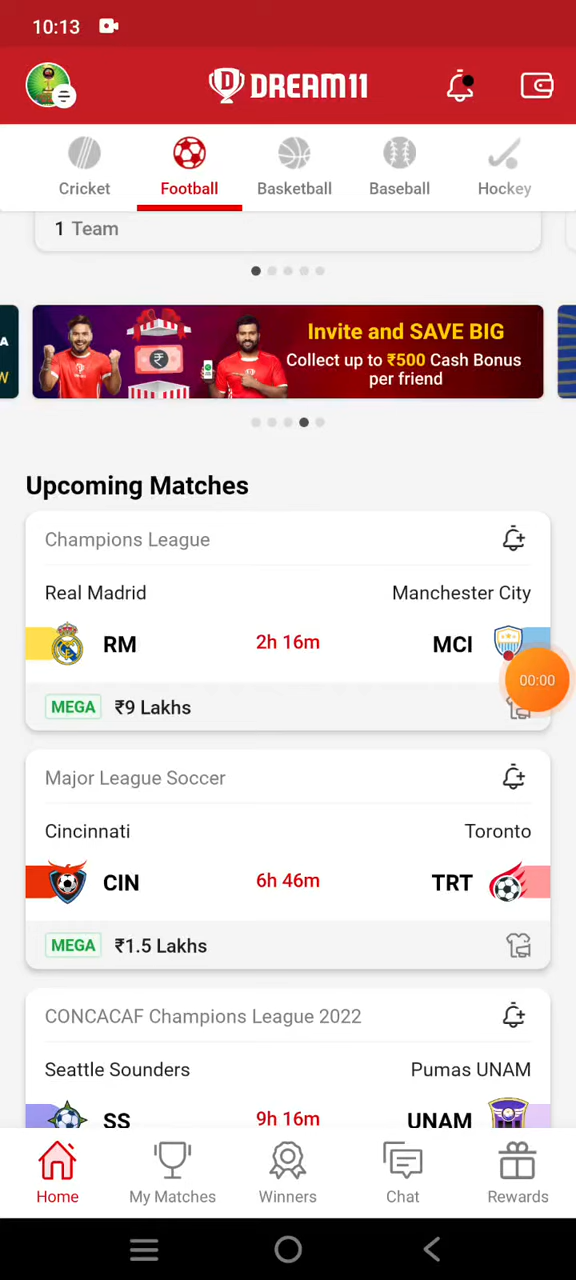 10:13
DREAM11
Cricket Football Basketball Baseball Hockey
1 Team
A
W
Invite and SAVE BIG
Collect up to ₹500 Cash Bonus
per friend
Upcoming Matches
Champions League
Real Madrid Manchester City
RM 2h 16m MCI
00:00
MEGA ₹9 Lakhs
Major League Soccer
Cincinnati Toronto
CIN 6h 46m TRT
MEGA ₹1.5 Lakhs
CONCACAF Champions League 2022
Seattle Sounders Pumas UNAM
SS 9h 16m UNAM
Home My Matches Winners Chat Rewards